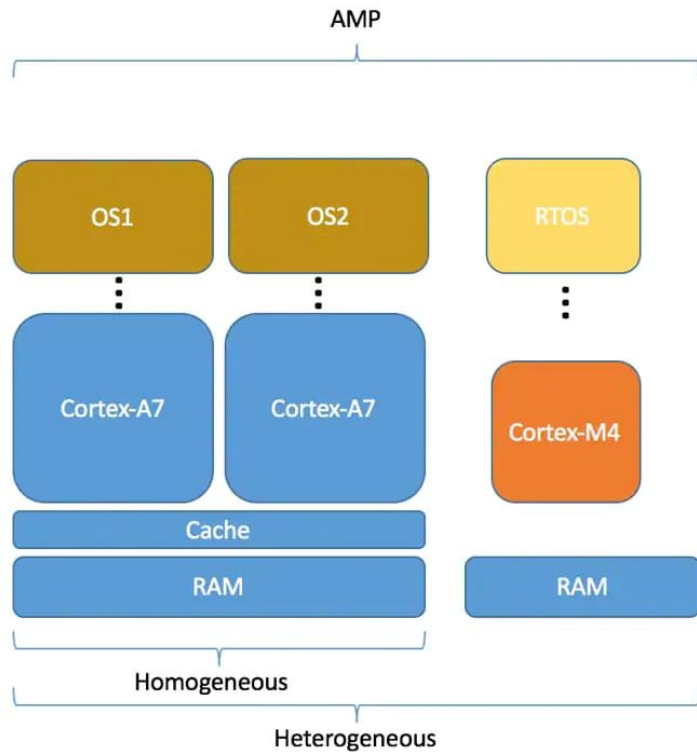 AMP
OS1
OS2
RTOS
Cortex-A7
Cortex-A7
Cortex-M4
Cache
RAM
RAM
Homogeneous
Heterogeneous